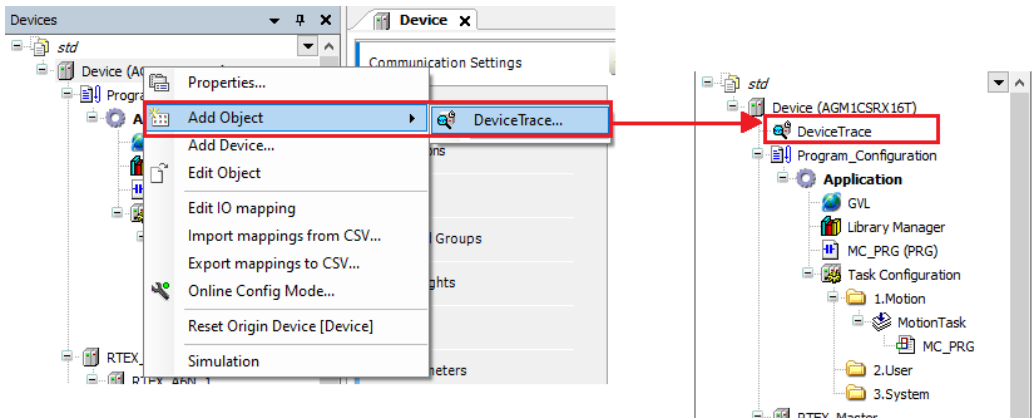 Devices
std
Device (AG
Progra
A
RTEX_
RTEX_A6N_1
Device
Communication Settings
ons
Groups
ghts
meters
Properties...
Add Object
Add Device...
Edit Object
Edit IO mapping
Import mappings from CSV...
Export mappings to CSV...
Online Config Mode...
Reset Origin Device [Device]
Simulation
DeviceTrace...
std
Device (AGM1CSRX16T)
DeviceTrace
Program_Configuration
Application
GVL
Library Manager
MC_PRG (PRG)
Task Configuration
1.Motion
MotionTask
MC_PRG
2.User
3.System
RTEX_Master